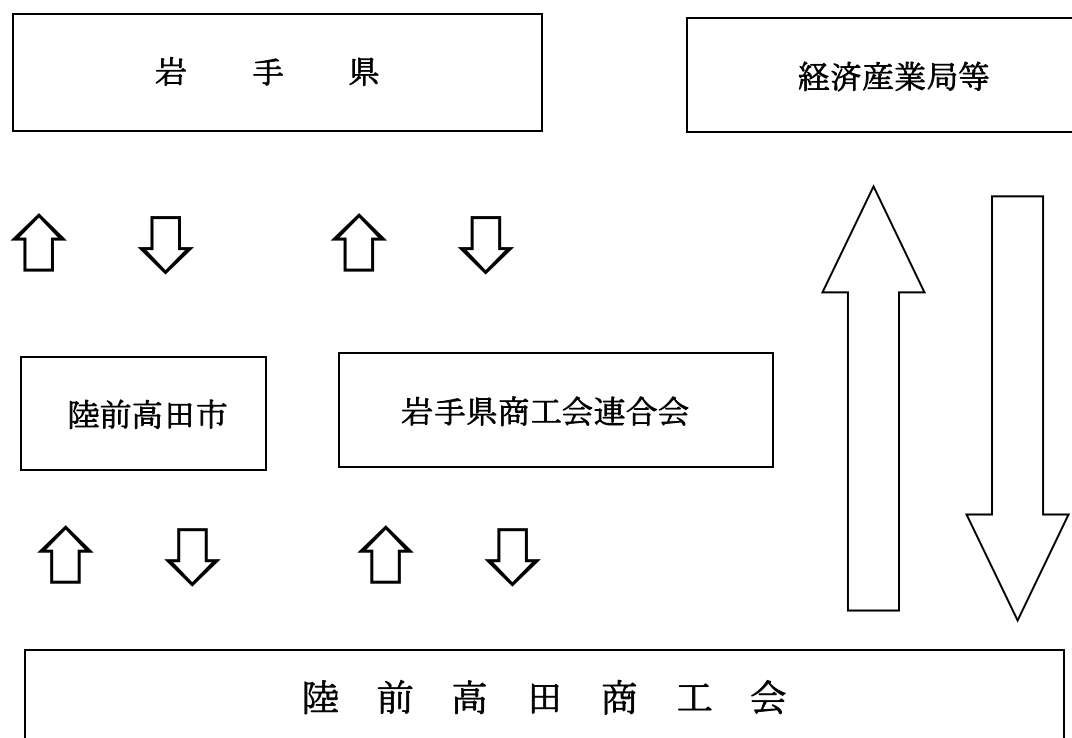 岩　手　県
経済産業局等
陸前高田市
岩手県商工会連合会
陸前高田商工会